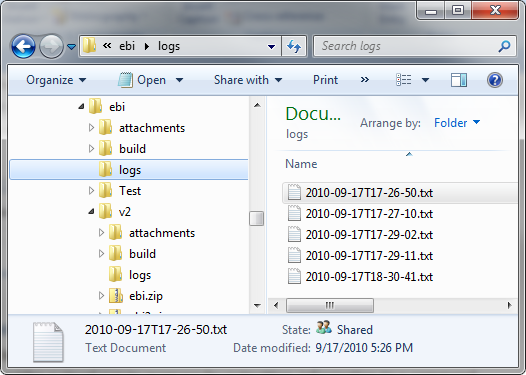 « ebi ▸ logs
Search logs
Organize Open Share with Print »
ebi
attachments
build
logs
Test
v2
attachments
build
logs
ebi.zip
Docu...
logs
Arrange by: Folder
Name
2010-09-17T17-26-50.txt
2010-09-17T17-27-10.txt
2010-09-17T17-29-02.txt
2010-09-17T17-29-11.txt
2010-09-17T18-30-41.txt
2010-09-17T17-26-50.txt State: Shared
Text Document Date modified: 9/17/2010 5:26 PM